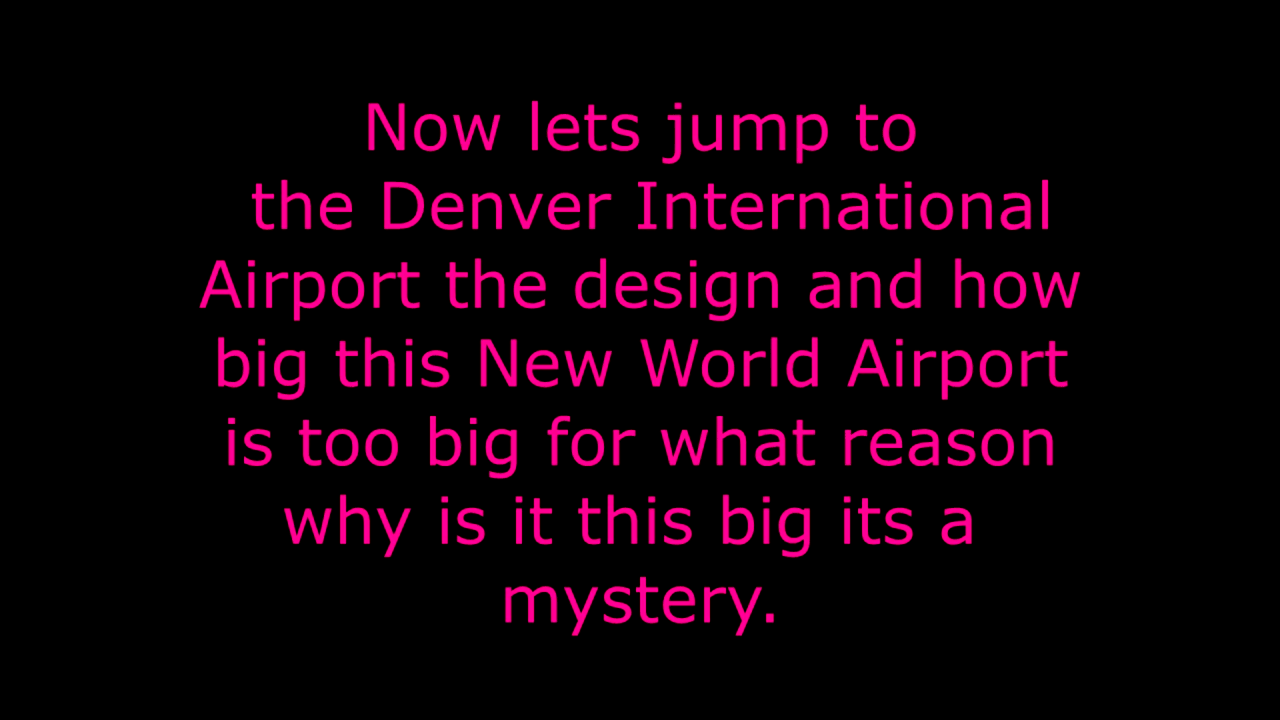 Now lets jump to
the Denver International
Airport the design and how
big this New World Airport
is too big for what reason
why is it this big its a
mystery.